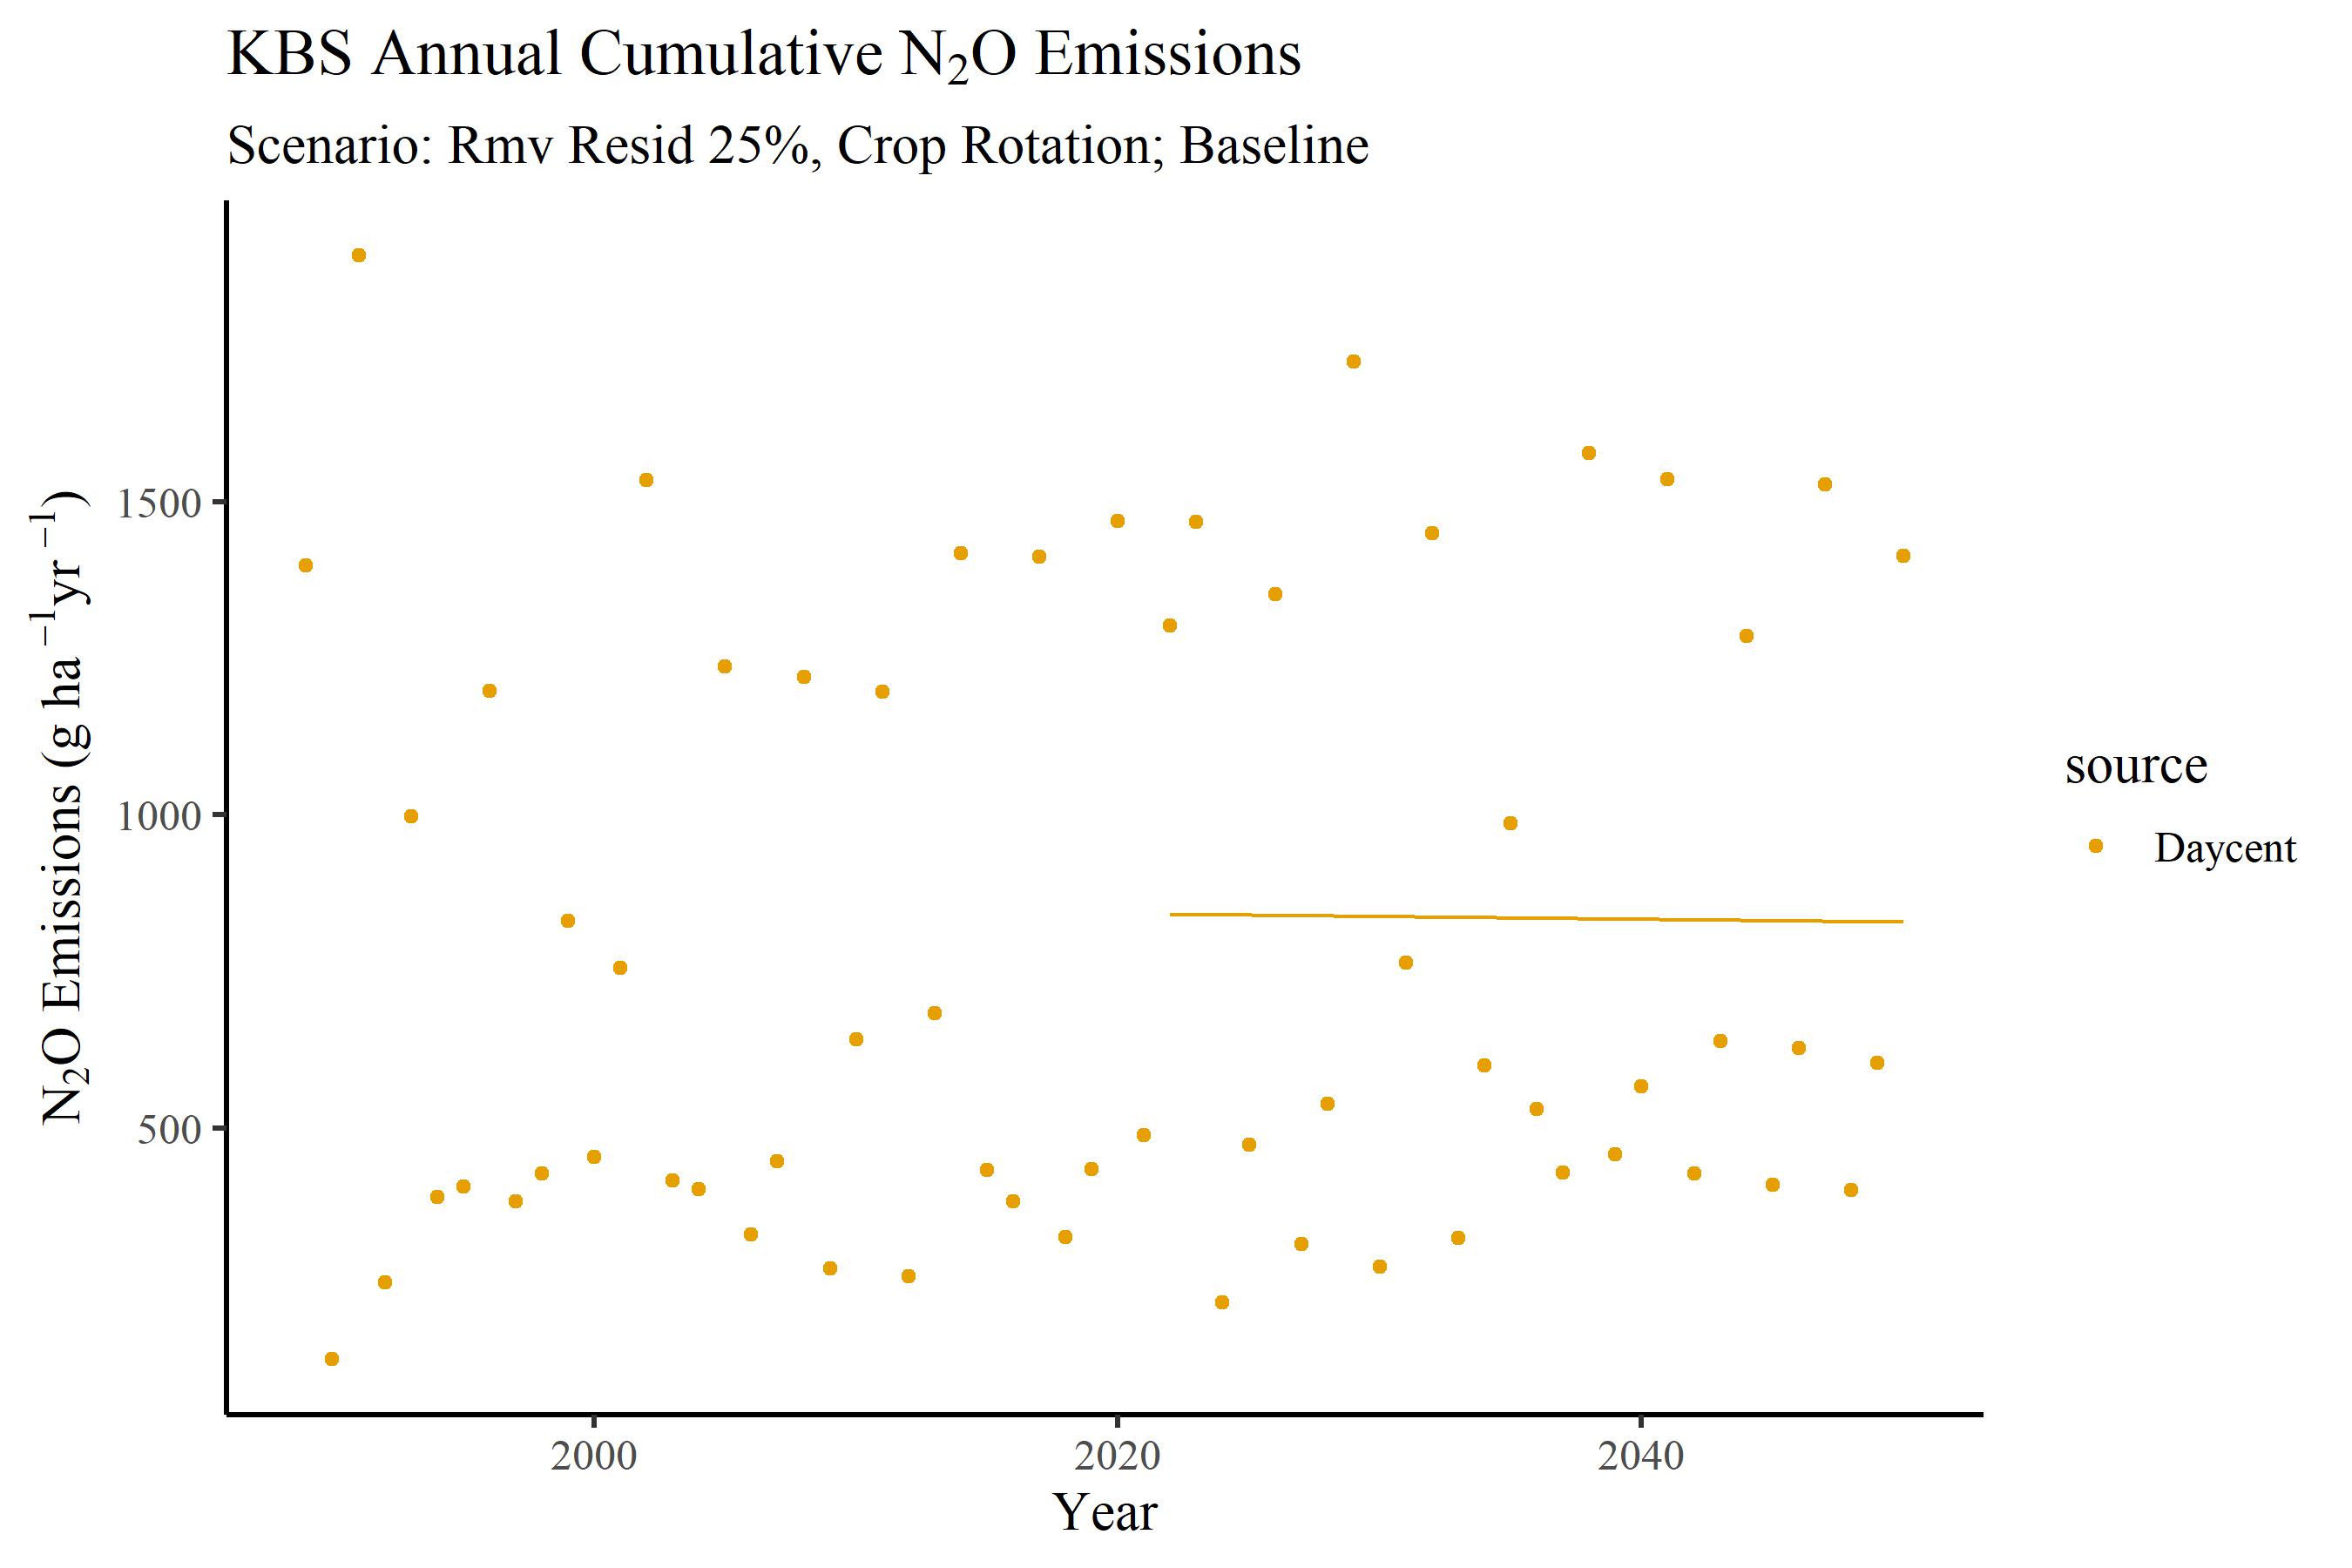 KBS Annual Cumulative N₂O Emissions
Scenario: Rmv Resid 25%, Crop Rotation; Baseline
N₂O Emissions (g ha ⁻¹yr ⁻¹)
1500
1000
500
2000 2020 2040
Year
source
Daycent